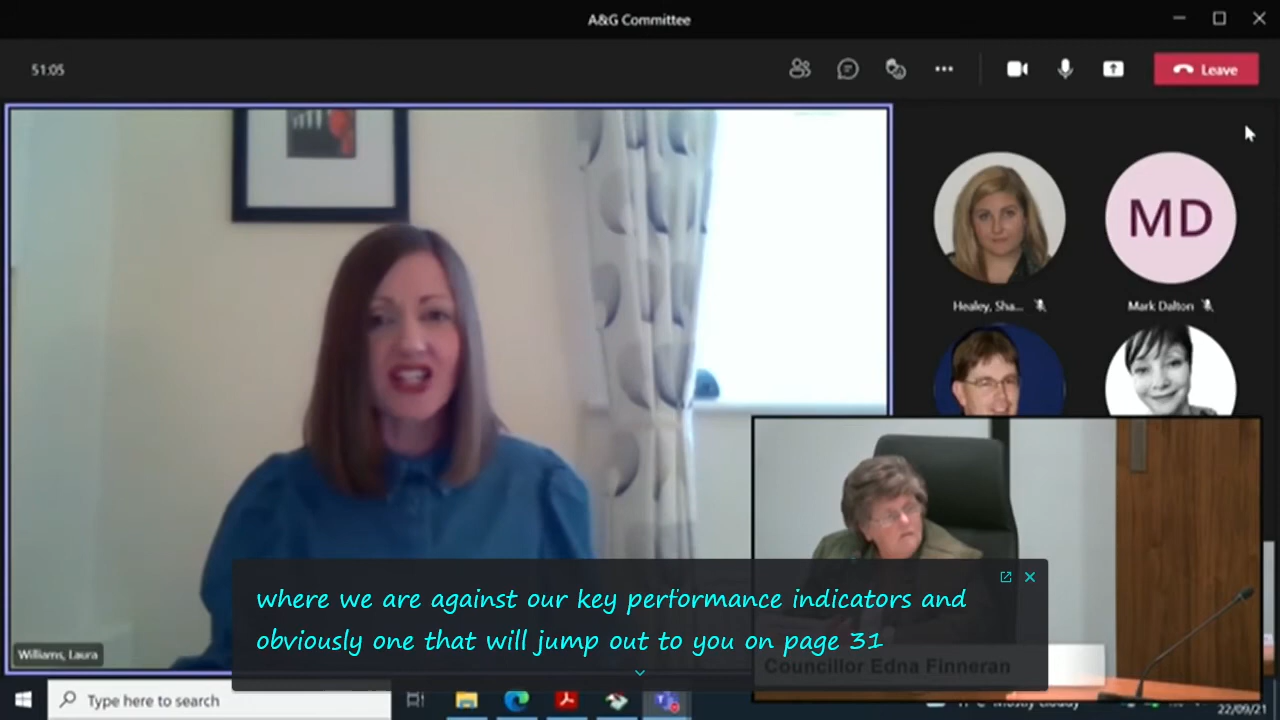 A&G Committee
51:05
Leave
MD
Healey, Sha...
Mark Dalton
Williams, Laura
where we are against our key performance indicators and
obviously one that will jump out to you on page 31
Councillor Edna Finneran
Type here to search
Mostly cloudy
22/09/21